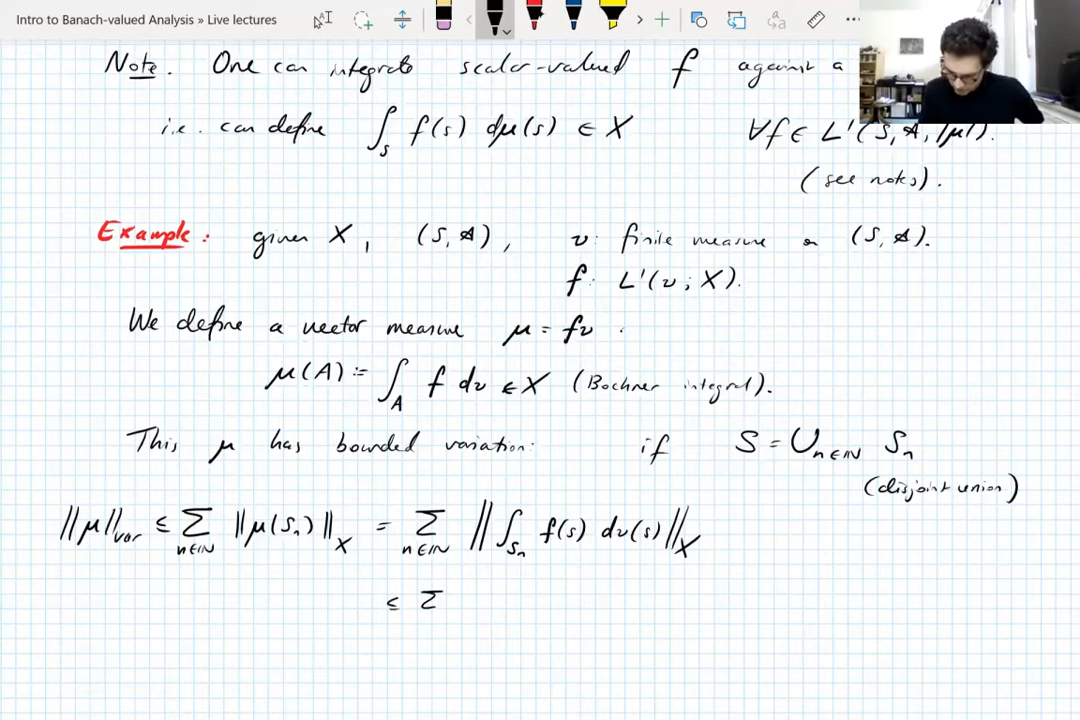 Intro to Banach-valued Analysis » Live lectures
Note. One can integrate scalar-valued f against a
i.e. can define ∫_S f(s) dμ(s) ∈ X ∀f ∈ L¹(S, 𝒜, |μ|).
(see notes).
Example: given X, (S, 𝒜), ν: finite measure on (S, 𝒜).
f: L¹(ν; X).
We define a vector measure μ = fν .
μ(A) := ∫_A f dν ∈ X (Bochner integral).
This μ has bounded variation: if S = ∪_{n∈ℕ} S_n
(disjoint union)
||μ||_var ≤ Σ_{n∈ℕ} ||μ(S_n)||_X = Σ_{n∈ℕ} ||∫_{S_n} f(s) dν(s)||_X
≤ Σ